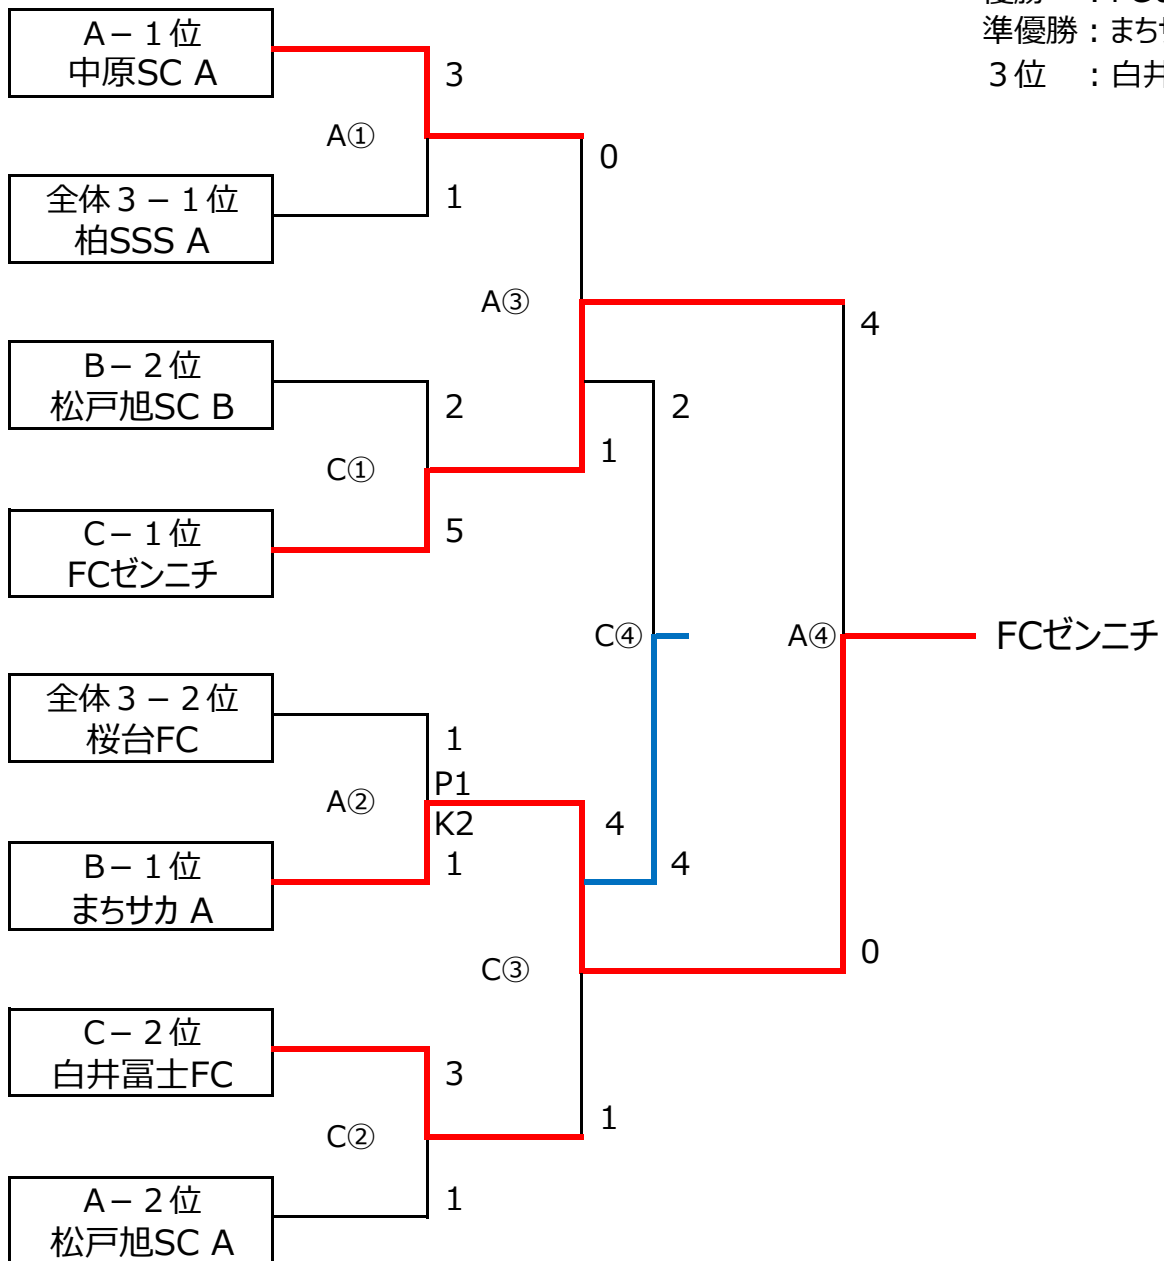 準優勝：まち
３位　：白井
A－１位
中原SC A
3
A①
0
全体３－１位
柏SSS A
1
A③
4
B－２位
松戸旭SC B
2
2
C①
1
C－１位
FCゼンニチ
5
C④
A④
FCゼンニチ
全体３－２位
桜台FC
1
P1
A②
K2
4
B－１位
まちサカ A
1
4
C③
0
C－２位
白井冨士FC
3
1
C②
A－２位
松戸旭SC A
1